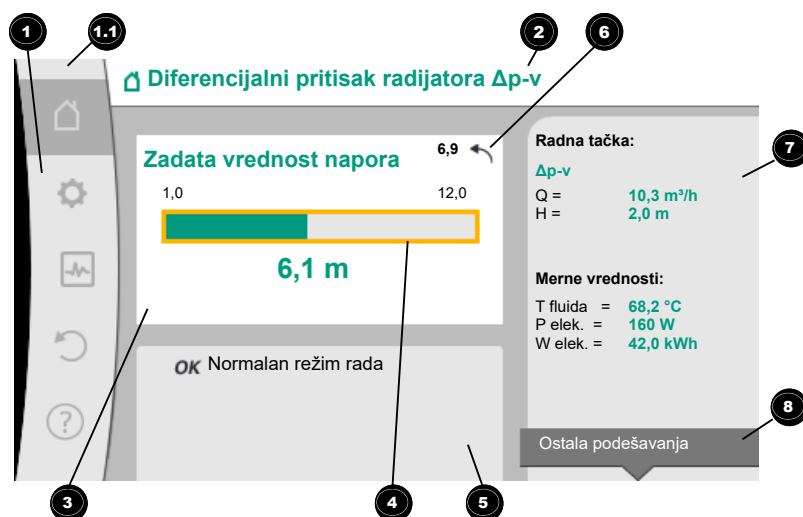 1
1.1
2
6
Diferencijalni pritisak radijatora Δp-v
Zadata vrednost napora
6,9
1,0
12,0
6,1 m
OK Normalan režim rada
Radna tačka:
7
Δp-v
Q = 10,3 m³/h
H = 2,0 m
Merne vrednosti:
T fluida = 68,2 °C
P elek. = 160 W
W elek. = 42,0 kWh
8
Ostala podešavanja
?
3
4
5